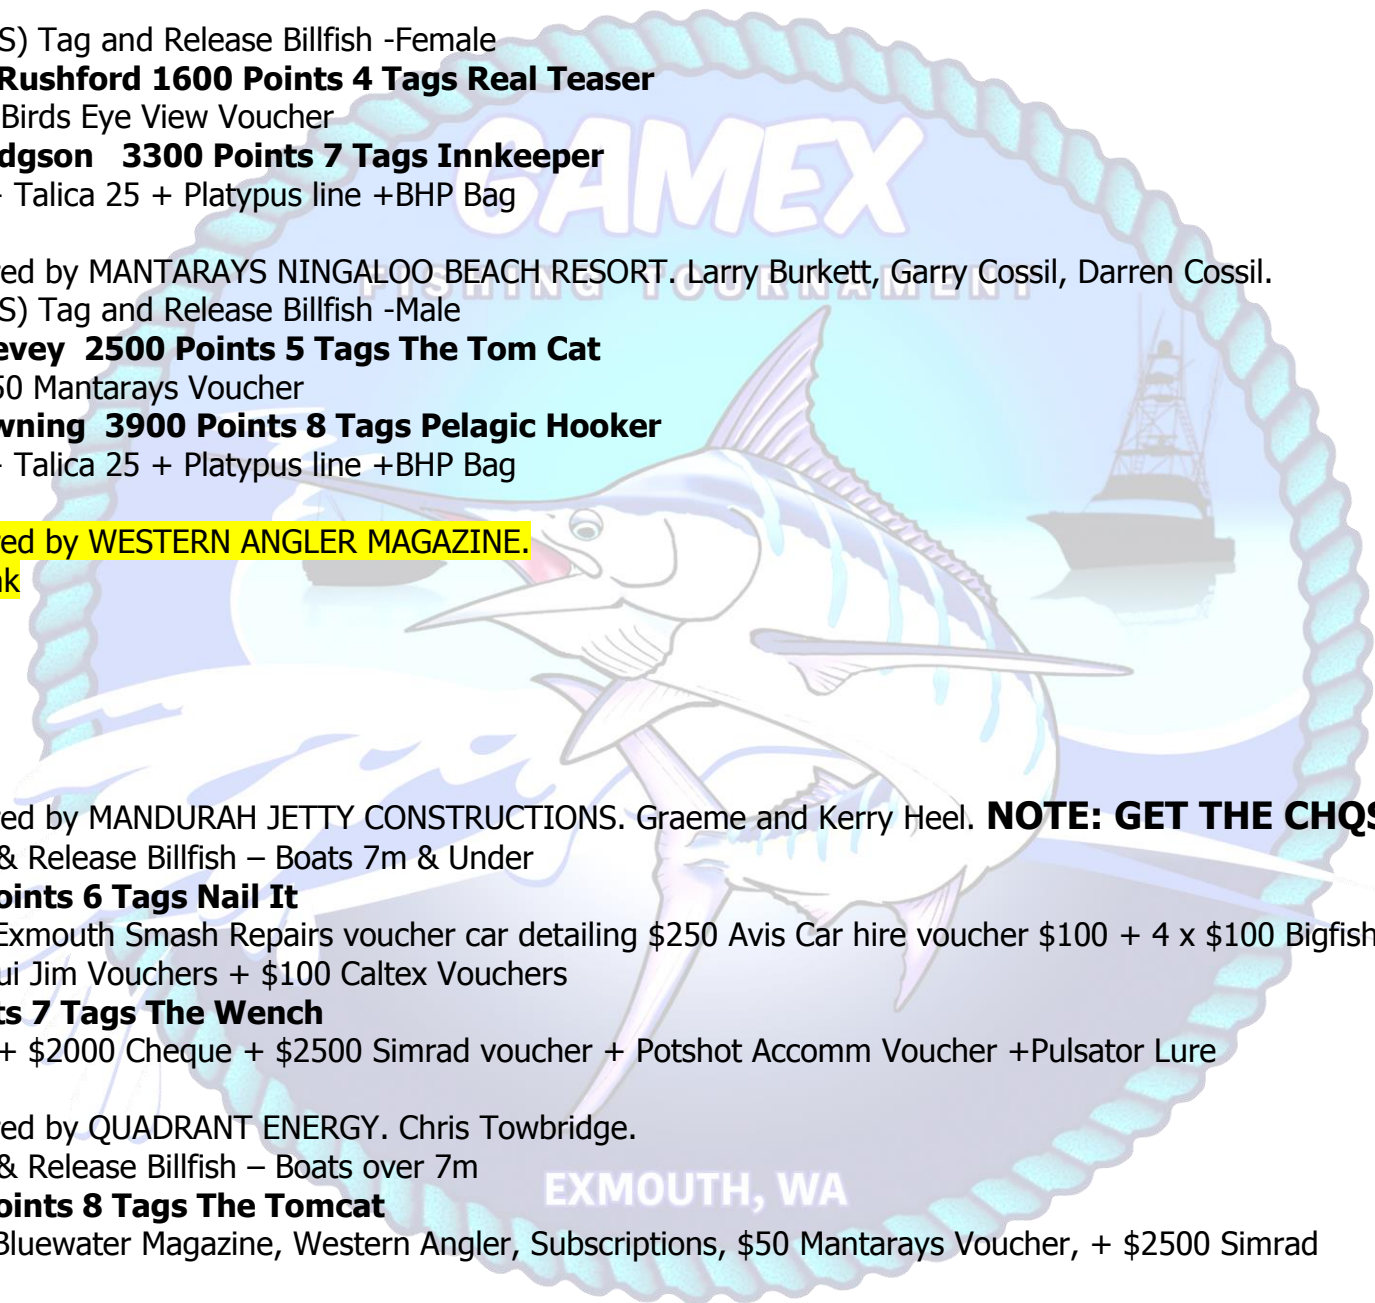 S) Tag and Release Billfish -Female
Rushford 1600 Points 4 Tags Real Teaser
Birds Eye View Voucher
dgson 3300 Points 7 Tags Innkeeper
- Talica 25 + Platypus line +BHP Bag
GAMEX
FISHING TOURNAMENT
red by MANTARAYS NINGALOO BEACH RESORT. Larry Burkett, Garry Cossil, Darren Cossil.
S) Tag and Release Billfish -Male
evey 2500 Points 5 Tags The Tom Cat
50 Mantarays Voucher
wning 3900 Points 8 Tags Pelagic Hooker
- Talica 25 + Platypus line +BHP Bag
red by WESTERN ANGLER MAGAZINE.
nk
red by MANDURAH JETTY CONSTRUCTIONS. Graeme and Kerry Heel. NOTE: GET THE CHQS
& Release Billfish – Boats 7m & Under
oints 6 Tags Nail It
Exmouth Smash Repairs voucher car detailing $250 Avis Car hire voucher $100 + 4 x $100 Bigfish
ui Jim Vouchers + $100 Caltex Vouchers
ts 7 Tags The Wench
+ $2000 Cheque + $2500 Simrad voucher + Potshot Accomm Voucher +Pulsator Lure
red by QUADRANT ENERGY. Chris Towbridge.
& Release Billfish – Boats over 7m
oints 8 Tags The Tomcat
EXMOUTH, WA
Bluewater Magazine, Western Angler, Subscriptions, $50 Mantarays Voucher, + $2500 Simrad